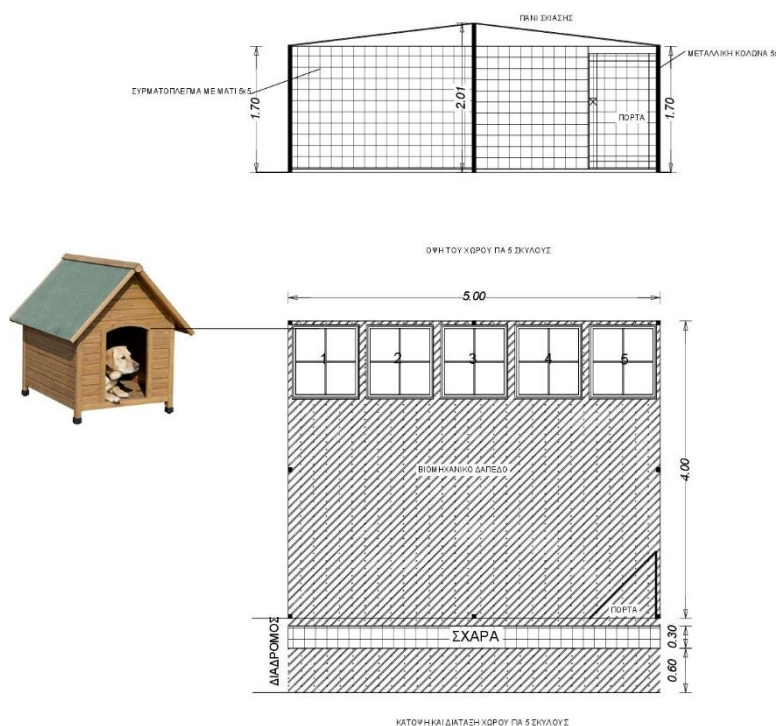 ΠΑΝΙ ΣΚΙΑΣΗΣ
ΜΕΤΑΛΛΙΚΗ ΚΟΛΩΝΑ 5x
ΣΥΡΜΑΤΟΠΛΕΓΜΑ ΜΕ ΜΑΤΙ 5x5
1.70
2.01
ΠΟΡΤΑ
1.70
ΟΨΗ ΤΟΥ ΧΩΡΟΥ ΓΙΑ 5 ΣΚΥΛΟΥΣ
5.00
1
2
3
4
5
ΒΙΟΜΗΧΑΝΙΚΟ ΔΑΠΕΔΟ
4.00
ΠΟΡΤΑ
ΔΙΑΔΡΟΜΟΣ
ΣΧΑΡΑ
0.30
0.60
ΚΑΤΟΨΗ ΚΑΙ ΔΙΑΤΑΞΗ ΧΩΡΟΥ ΓΙΑ 5 ΣΚΥΛΟΥΣ